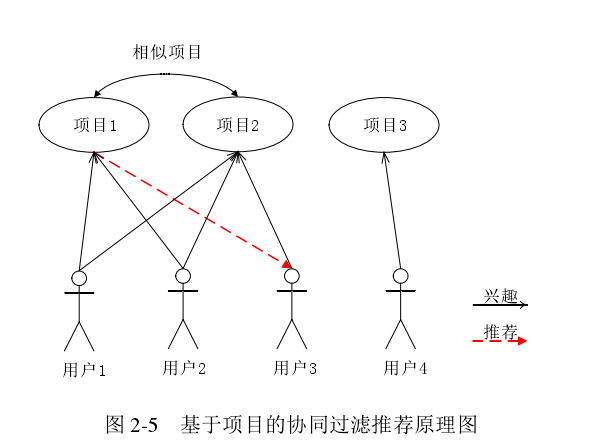 相似项目
项目1
项目2
项目3
兴趣
推荐
用户1
用户2
用户3
用户4
图 2-5 基于项目的协同过滤推荐原理图